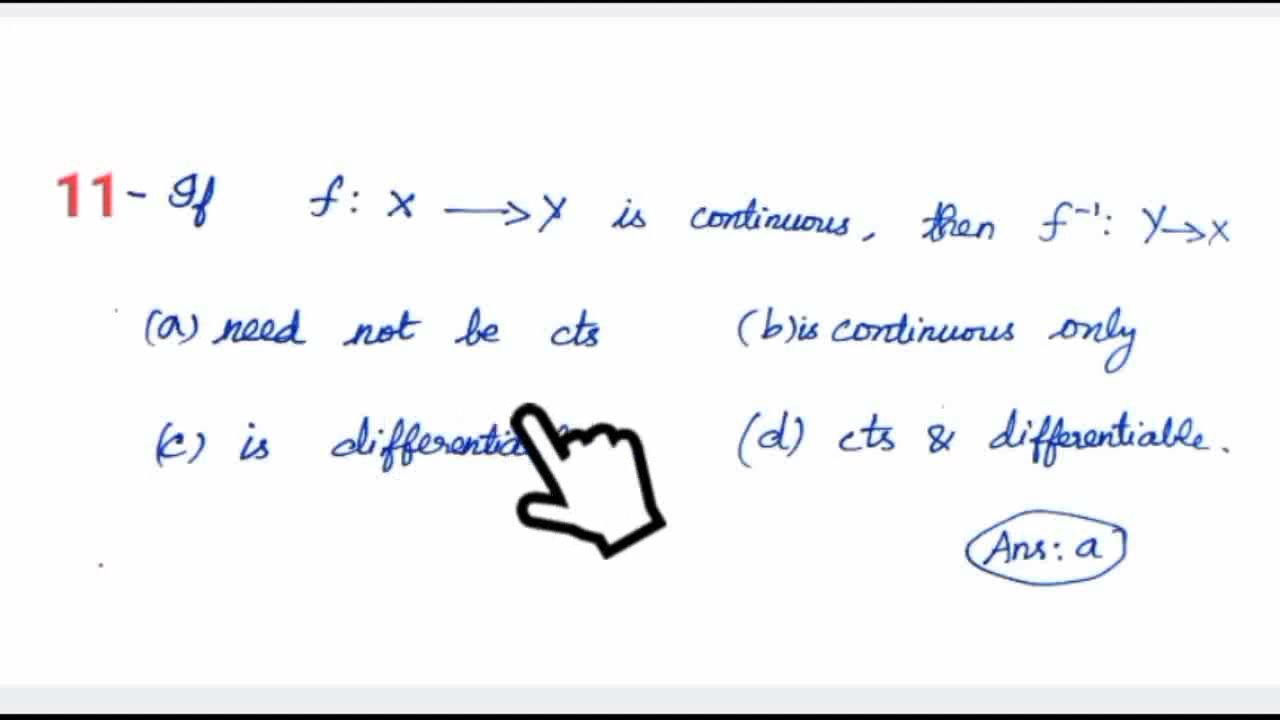 11 - If f: X → Y is continuous, then f⁻¹: Y→X
(a) need not be cts (b) is continuous only
(c) is (d) cts & differentiable.
Ans: a